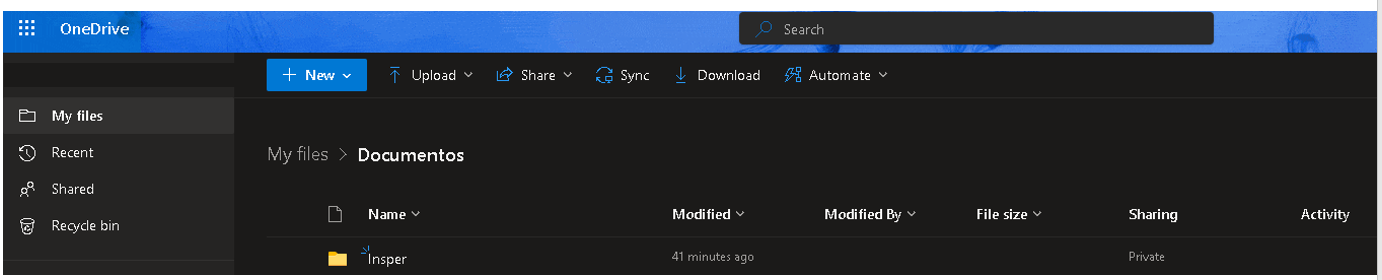 OneDrive Search
New Upload Share Sync Download Automate
My files
Recent
Shared
Recycle bin
My files > Documentos
Name Modified Modified By File size Sharing Activity
Insper 41 minutes ago Private